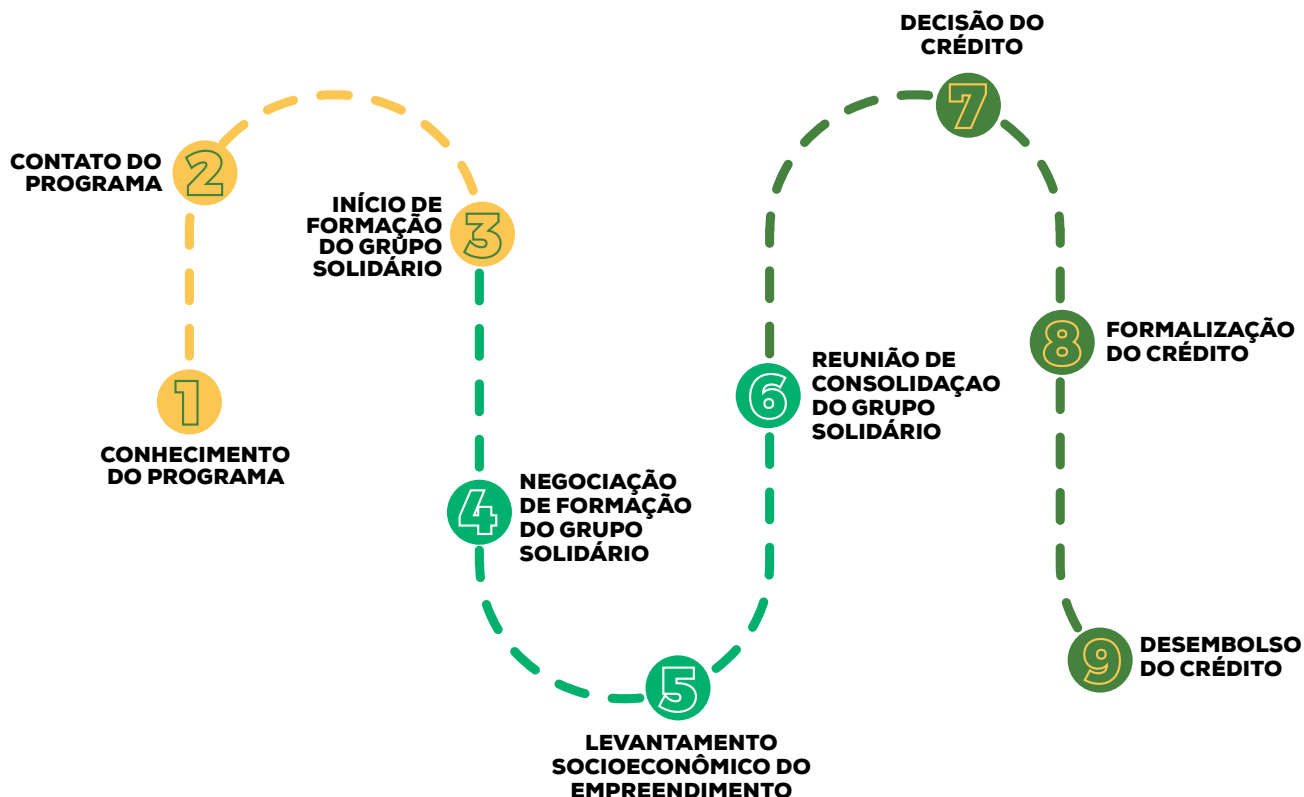 1
CONHECIMENTO
DO PROGRAMA
2
CONTATO DO
PROGRAMA
3
INÍCIO DE
FORMAÇÃO
DO GRUPO
SOLIDÁRIO
4
NEGOCIAÇÃO
DE FORMAÇÃO
DO GRUPO
SOLIDÁRIO
5
LEVANTAMENTO
SOCIOECONÔMICO DO
EMPREENDIMENTO
6
REUNIÃO DE
CONSOLIDAÇAO
DO GRUPO
SOLIDÁRIO
7
DECISÃO DO
CRÉDITO
8
FORMALIZAÇÃO
DO CRÉDITO
9
DESEMBOLSO
DO CRÉDITO